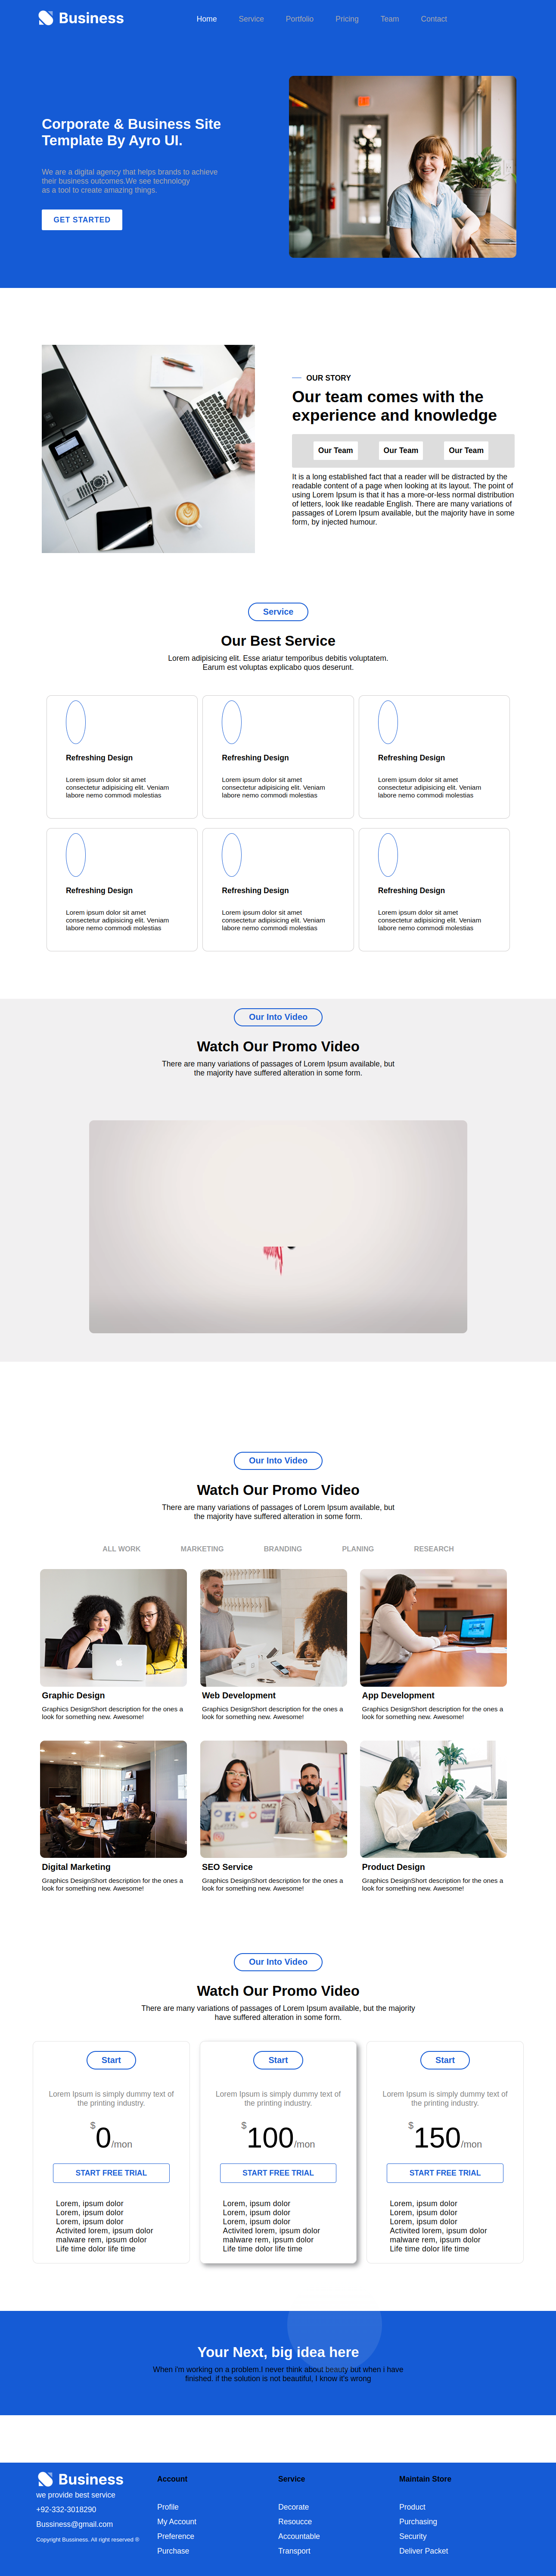 Business
Home Service Portfolio Pricing Team Contact
Corporate & Business Site
Template By Ayro UI.
We are a digital agency that helps brands to achieve
their business outcomes.We see technology
as a tool to create amazing things.
GET STARTED
OUR STORY
Our team comes with the
experience and knowledge
Our Team Our Team Our Team
It is a long established fact that a reader will be distracted by the
readable content of a page when looking at its layout. The point of
using Lorem Ipsum is that it has a more-or-less normal distribution
of letters, look like readable English. There are many variations of
passages of Lorem Ipsum available, but the majority have in some
form, by injected humour.
Service
Our Best Service
Lorem adipisicing elit. Esse ariatur temporibus debitis voluptatem.
Earum est voluptas explicabo quos deserunt.
Refreshing Design
Lorem ipsum dolor sit amet
consectetur adipisicing elit. Veniam
labore nemo commodi molestias
Refreshing Design
Lorem ipsum dolor sit amet
consectetur adipisicing elit. Veniam
labore nemo commodi molestias
Refreshing Design
Lorem ipsum dolor sit amet
consectetur adipisicing elit. Veniam
labore nemo commodi molestias
Refreshing Design
Lorem ipsum dolor sit amet
consectetur adipisicing elit. Veniam
labore nemo commodi molestias
Refreshing Design
Lorem ipsum dolor sit amet
consectetur adipisicing elit. Veniam
labore nemo commodi molestias
Refreshing Design
Lorem ipsum dolor sit amet
consectetur adipisicing elit. Veniam
labore nemo commodi molestias
Our Into Video
Watch Our Promo Video
There are many variations of passages of Lorem Ipsum available, but
the majority have suffered alteration in some form.
Our Into Video
Watch Our Promo Video
There are many variations of passages of Lorem Ipsum available, but
the majority have suffered alteration in some form.
ALL WORK MARKETING BRANDING PLANING RESEARCH
Graphic Design
Graphics DesignShort description for the ones a
look for something new. Awesome!
Web Development
Graphics DesignShort description for the ones a
look for something new. Awesome!
App Development
Graphics DesignShort description for the ones a
look for something new. Awesome!
Digital Marketing
Graphics DesignShort description for the ones a
look for something new. Awesome!
SEO Service
Graphics DesignShort description for the ones a
look for something new. Awesome!
Product Design
Graphics DesignShort description for the ones a
look for something new. Awesome!
Our Into Video
Watch Our Promo Video
There are many variations of passages of Lorem Ipsum available, but the majority
have suffered alteration in some form.
Start
Lorem Ipsum is simply dummy text of
the printing industry.
$0/mon
START FREE TRIAL
Lorem, ipsum dolor
Lorem, ipsum dolor
Lorem, ipsum dolor
Activited lorem, ipsum dolor
malware rem, ipsum dolor
Life time dolor life time
Start
Lorem Ipsum is simply dummy text of
the printing industry.
$100/mon
START FREE TRIAL
Lorem, ipsum dolor
Lorem, ipsum dolor
Lorem, ipsum dolor
Activited lorem, ipsum dolor
malware rem, ipsum dolor
Life time dolor life time
Start
Lorem Ipsum is simply dummy text of
the printing industry.
$150/mon
START FREE TRIAL
Lorem, ipsum dolor
Lorem, ipsum dolor
Lorem, ipsum dolor
Activited lorem, ipsum dolor
malware rem, ipsum dolor
Life time dolor life time
Your Next, big idea here
When I'm working on a problem.I never think about beauty but when i have
finished. if the solution is not beautiful, I know it's wrong
Business
we provide best service
+92-332-3018290
Bussiness@gmail.com
Copyright Bussiness. All right reserved ®
Account
Profile
My Account
Preference
Purchase
Service
Decorate
Resoucce
Accountable
Transport
Maintain Store
Product
Purchasing
Security
Deliver Packet